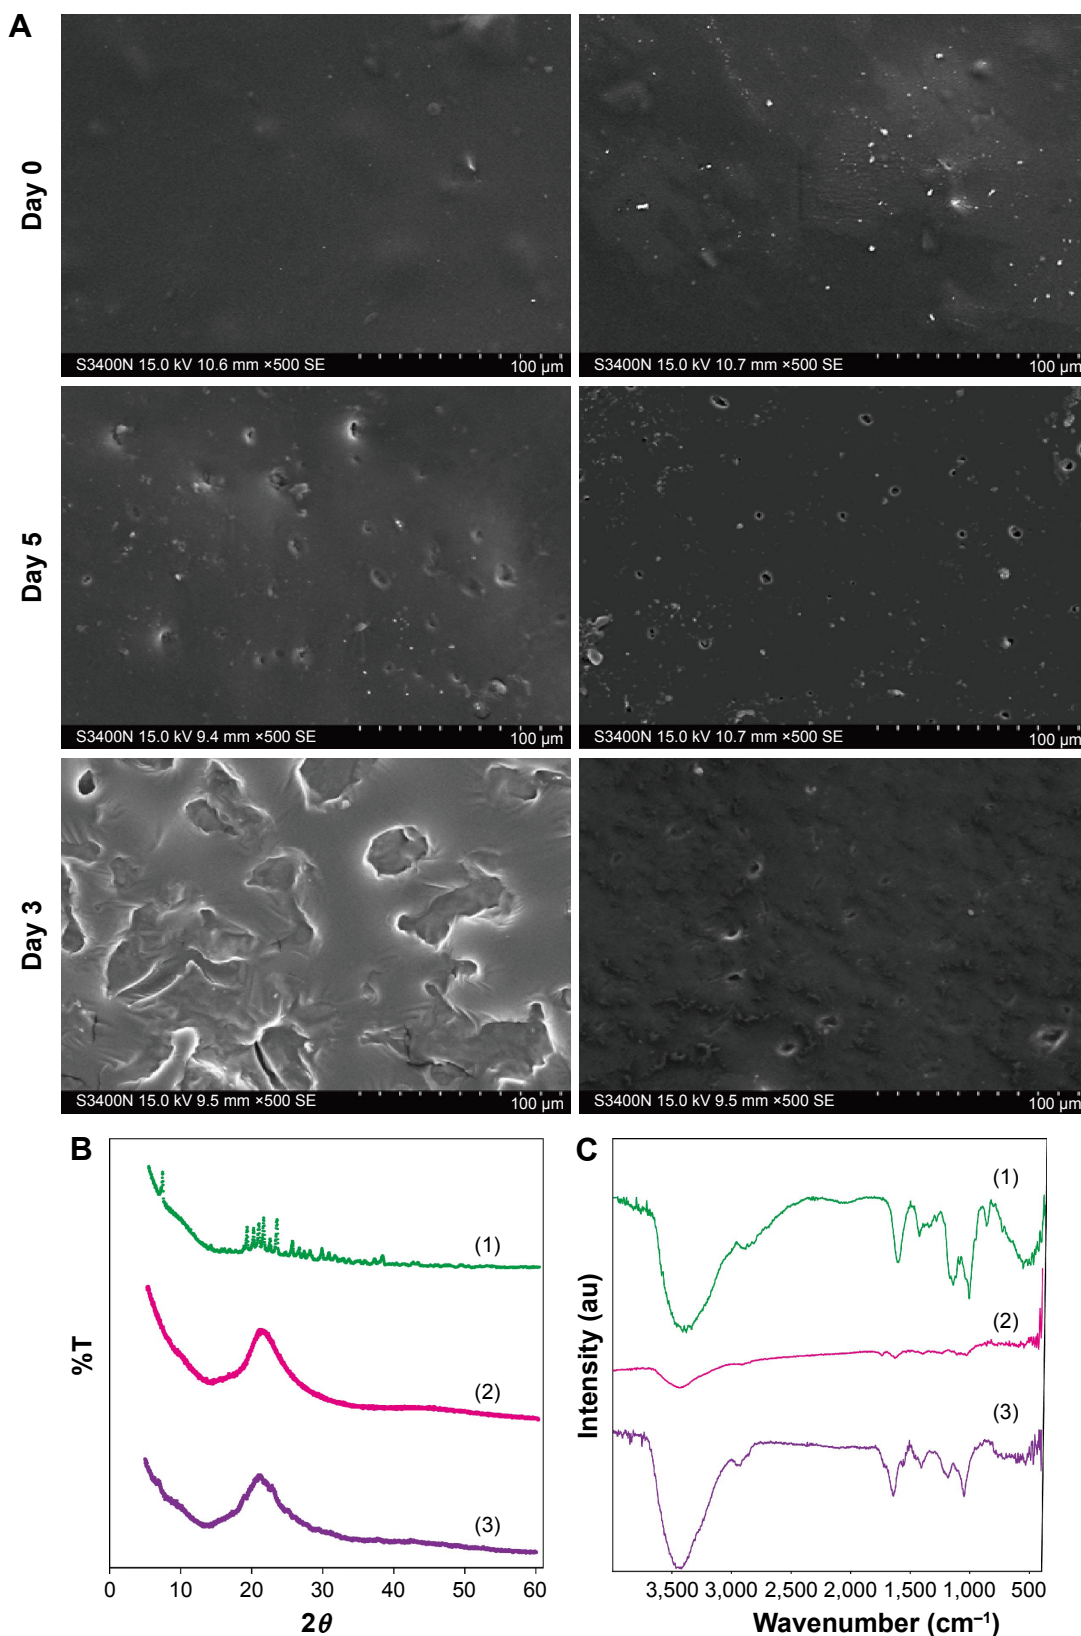 A
Day 0
S3400N 15.0 kV 10.6 mm ×500 SE 100 µm
S3400N 15.0 kV 10.7 mm ×500 SE 100 µm
Day 5
S3400N 15.0 kV 9.4 mm ×500 SE 100 µm
S3400N 15.0 kV 10.7 mm ×500 SE 100 µm
Day 3
S3400N 15.0 kV 9.5 mm ×500 SE 100 µm
S3400N 15.0 kV 9.5 mm ×500 SE 100 µm
B
%T
(1)
(2)
(3)
0 10 20 30 40 50 60
2θ
C
Intensity (au)
(1)
(2)
(3)
3,500 3,000 2,500 2,000 1,500 1,000 500
Wavenumber (cm⁻¹)